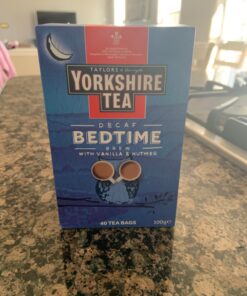 TAYLORS of Harrogate
YORKSHIRE
TEA
DECAF
BEDTIME
BREW
WITH VANILLA & NUTMEG
40 TEA BAGS
100g℮